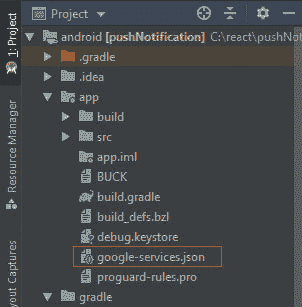 Project
1: Project
Resource Manager
yout Captures
android [pushNotification] C:\react\pushNot
.gradle
.idea
app
build
src
app.iml
BUCK
build.gradle
build_defs.bzl
debug.keystore
google-services.json
proguard-rules.pro
gradle